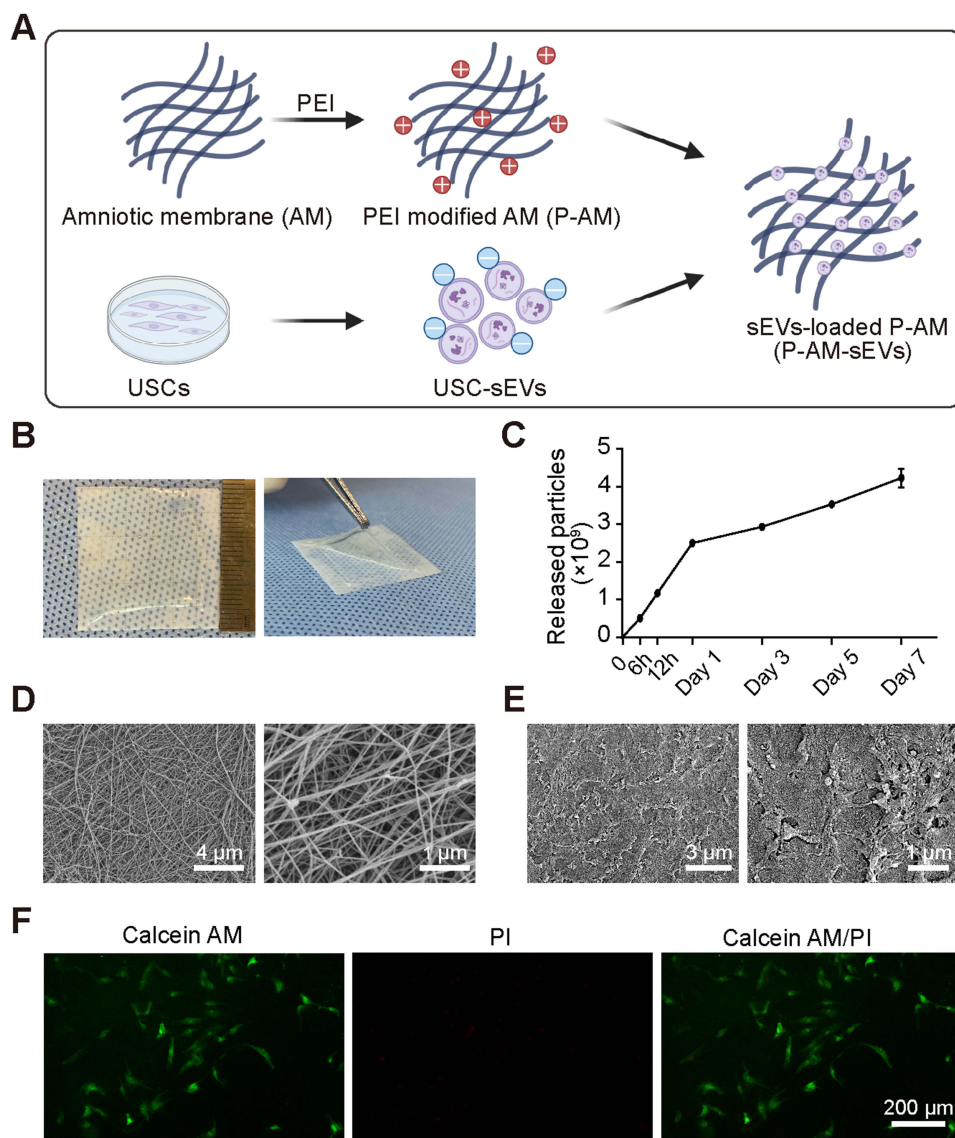 A
PEI
Amniotic membrane (AM)
PEI modified AM (P-AM)
sEVs-loaded P-AM
(P-AM-sEVs)
USCs
USC-sEVs
B
C
Released particles
(×10⁹)
5
4
3
2
1
0
0
6h
12h
Day 1
Day 3
Day 5
Day 7
D
4 µm
1 µm
E
3 µm
1 µm
F
Calcein AM
PI
Calcein AM/PI
200 µm